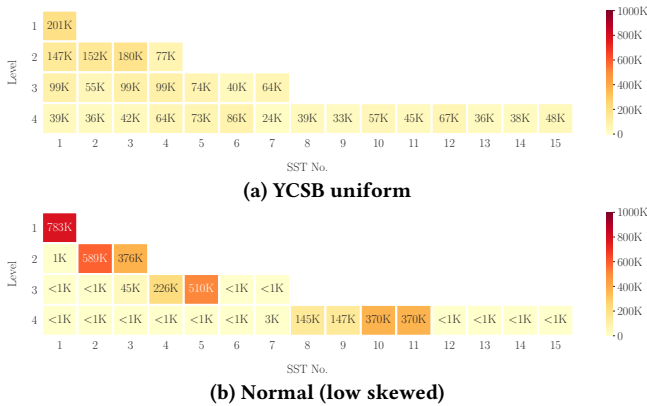 1000K
1 201K
800K
2 147K 152K 180K 77K
600K
Level
3 99K 55K 99K 99K 74K 40K 64K
400K
200K
4 39K 36K 42K 64K 73K 86K 24K 39K 33K 57K 45K 67K 36K 38K 48K
0
1 2 3 4 5 6 7 8 9 10 11 12 13 14 15
SST No.
(a) YCSB uniform
1000K
1 783K
800K
2 1K 589K 376K
600K
Level
3 <1K <1K 45K 226K 510K <1K <1K
400K
200K
4 <1K <1K <1K <1K <1K <1K 3K 145K 147K 370K 370K <1K <1K <1K <1K
0
1 2 3 4 5 6 7 8 9 10 11 12 13 14 15
SST No.
(b) Normal (low skewed)